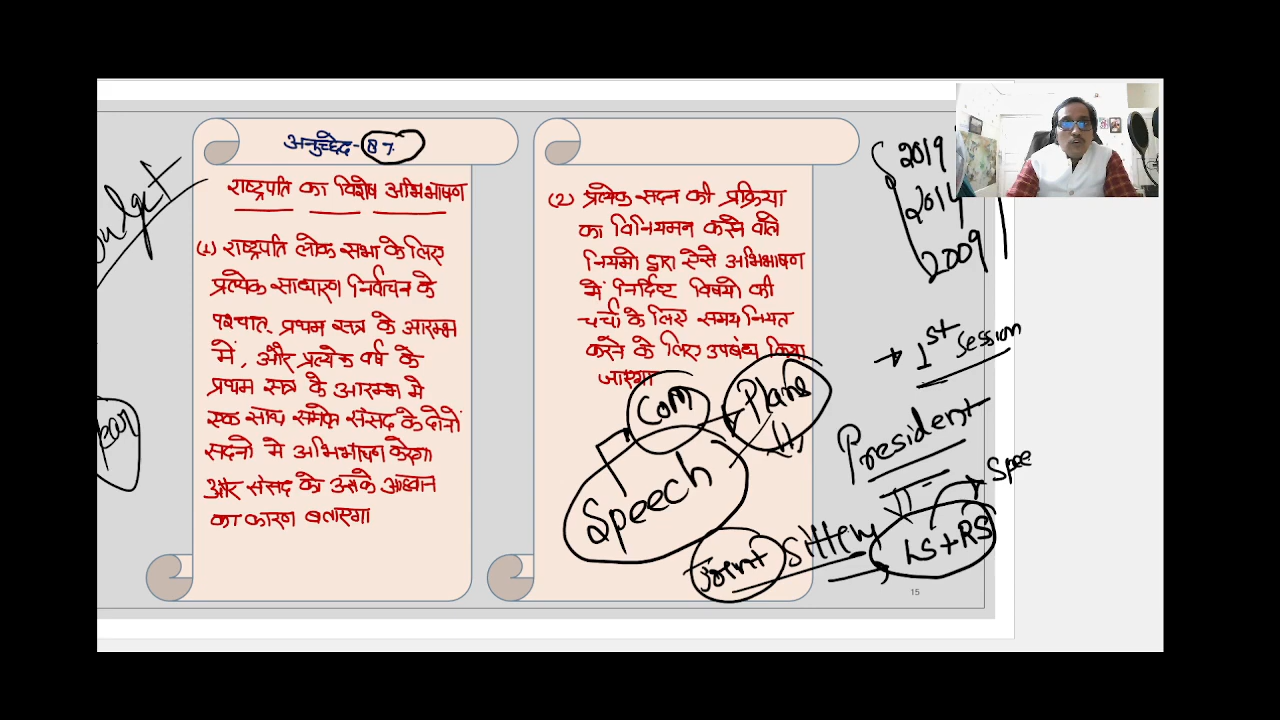 अनुच्छेद- 87
राष्ट्रपति का विशेष अभिभाषण
(1) राष्ट्रपति लोक सभा के लिए
प्रत्येक साधारण निर्वाचन के
पश्चात् प्रथम सत्र के आरम्भ
में, और प्रत्येक वर्ष के
प्रथम सत्र के आरम्भ मे
एक साथ समवेत संसद के दोनों
सदनो मे अभिभाषण करेगा
और संसद को उसके आह्वान
का कारण बताएगा
(2) प्रत्येक सदन की प्रक्रिया
का विनियमन करने वाले
नियमो द्वारा ऐसे अभिभाषण
में निर्दिष्ट विषयो की
चर्चा के लिए समय नियत
करने के लिए उपबंध किया
जाएगा
Com
Plans
Speech
Joint Sitting
2019
2014
2009
1st Session
President
LS+RS
Spee
15